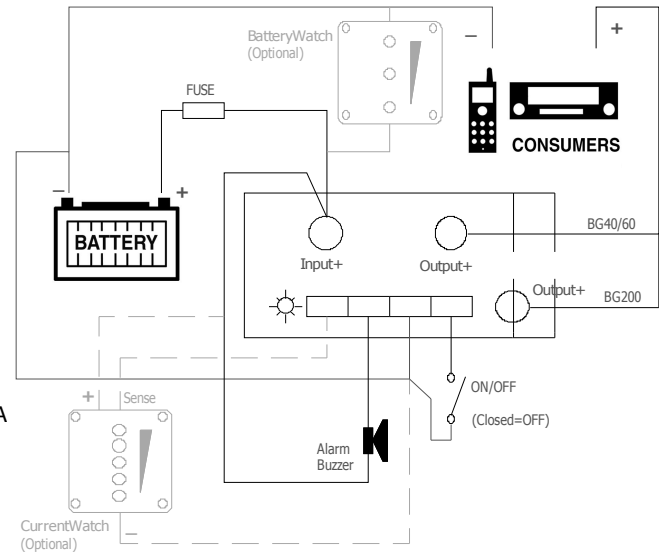 BatteryWatch
(Optional)
−
+
FUSE
CONSUMERS
−
+
BATTERY
Input+
Output+
BG40/60
Output+
BG200
+
Sense
A
ON/OFF
(Closed=OFF)
Alarm
Buzzer
CurrentWatch
(Optional)
−